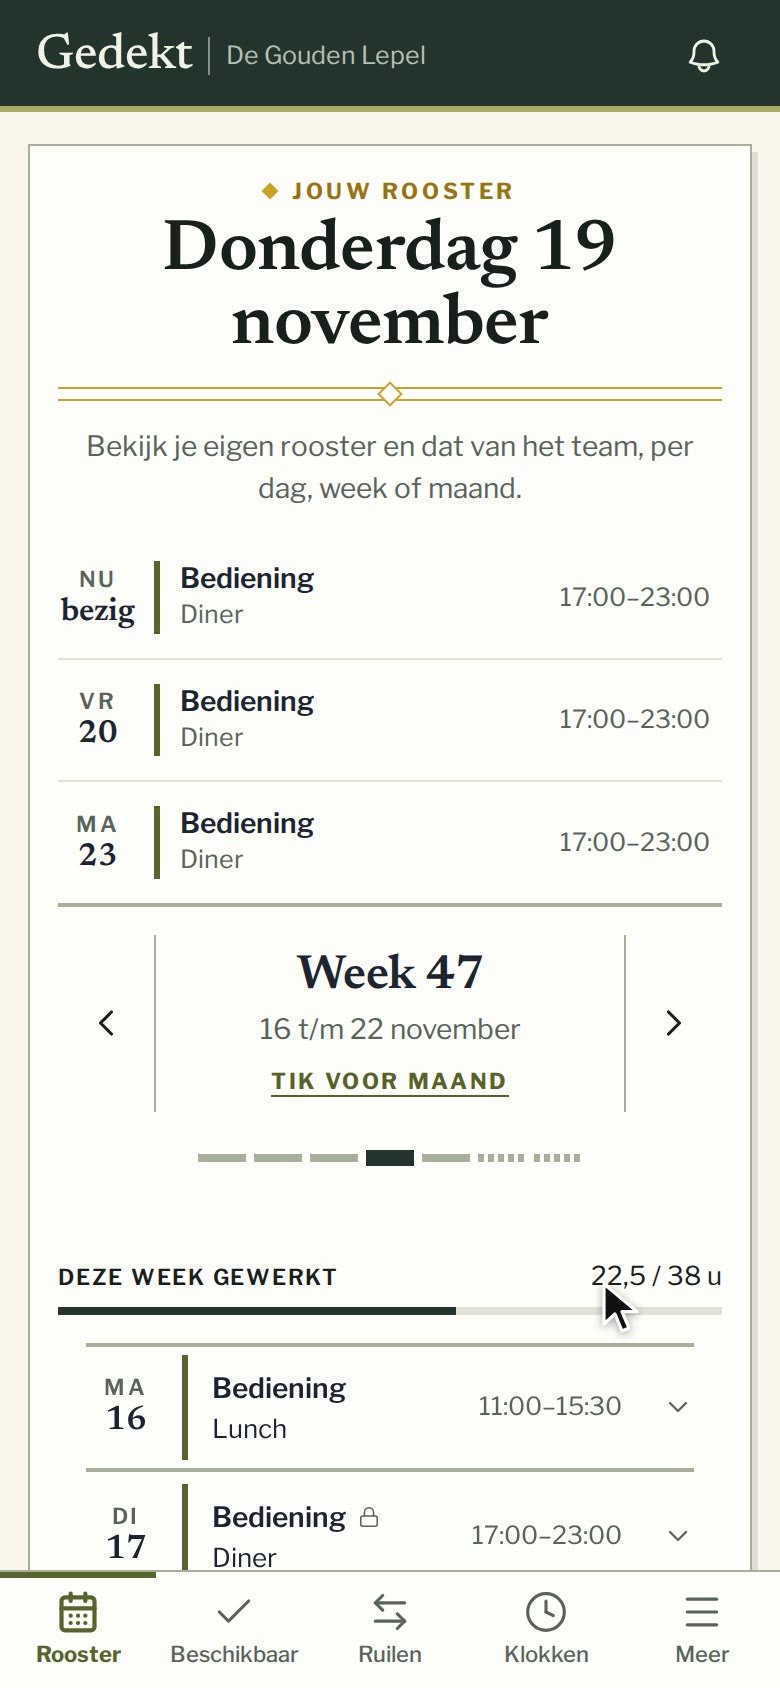 Gedekt
De Gouden Lepel
JOUW ROOSTER
Donderdag 19
november
Bekijk je eigen rooster en dat van het team, per
dag, week of maand.
NU
bezig
Bediening
Diner
17:00–23:00
VR
20
Bediening
Diner
17:00–23:00
MA
23
Bediening
Diner
17:00–23:00
Week 47
16 t/m 22 november
TIK VOOR MAAND
DEZE WEEK GEWERKT
22,5 / 38 u
MA
16
Bediening
Lunch
11:00–15:30
DI
17
Bediening
Diner
17:00–23:00
Rooster
Beschikbaar
Ruilen
Klokken
Meer